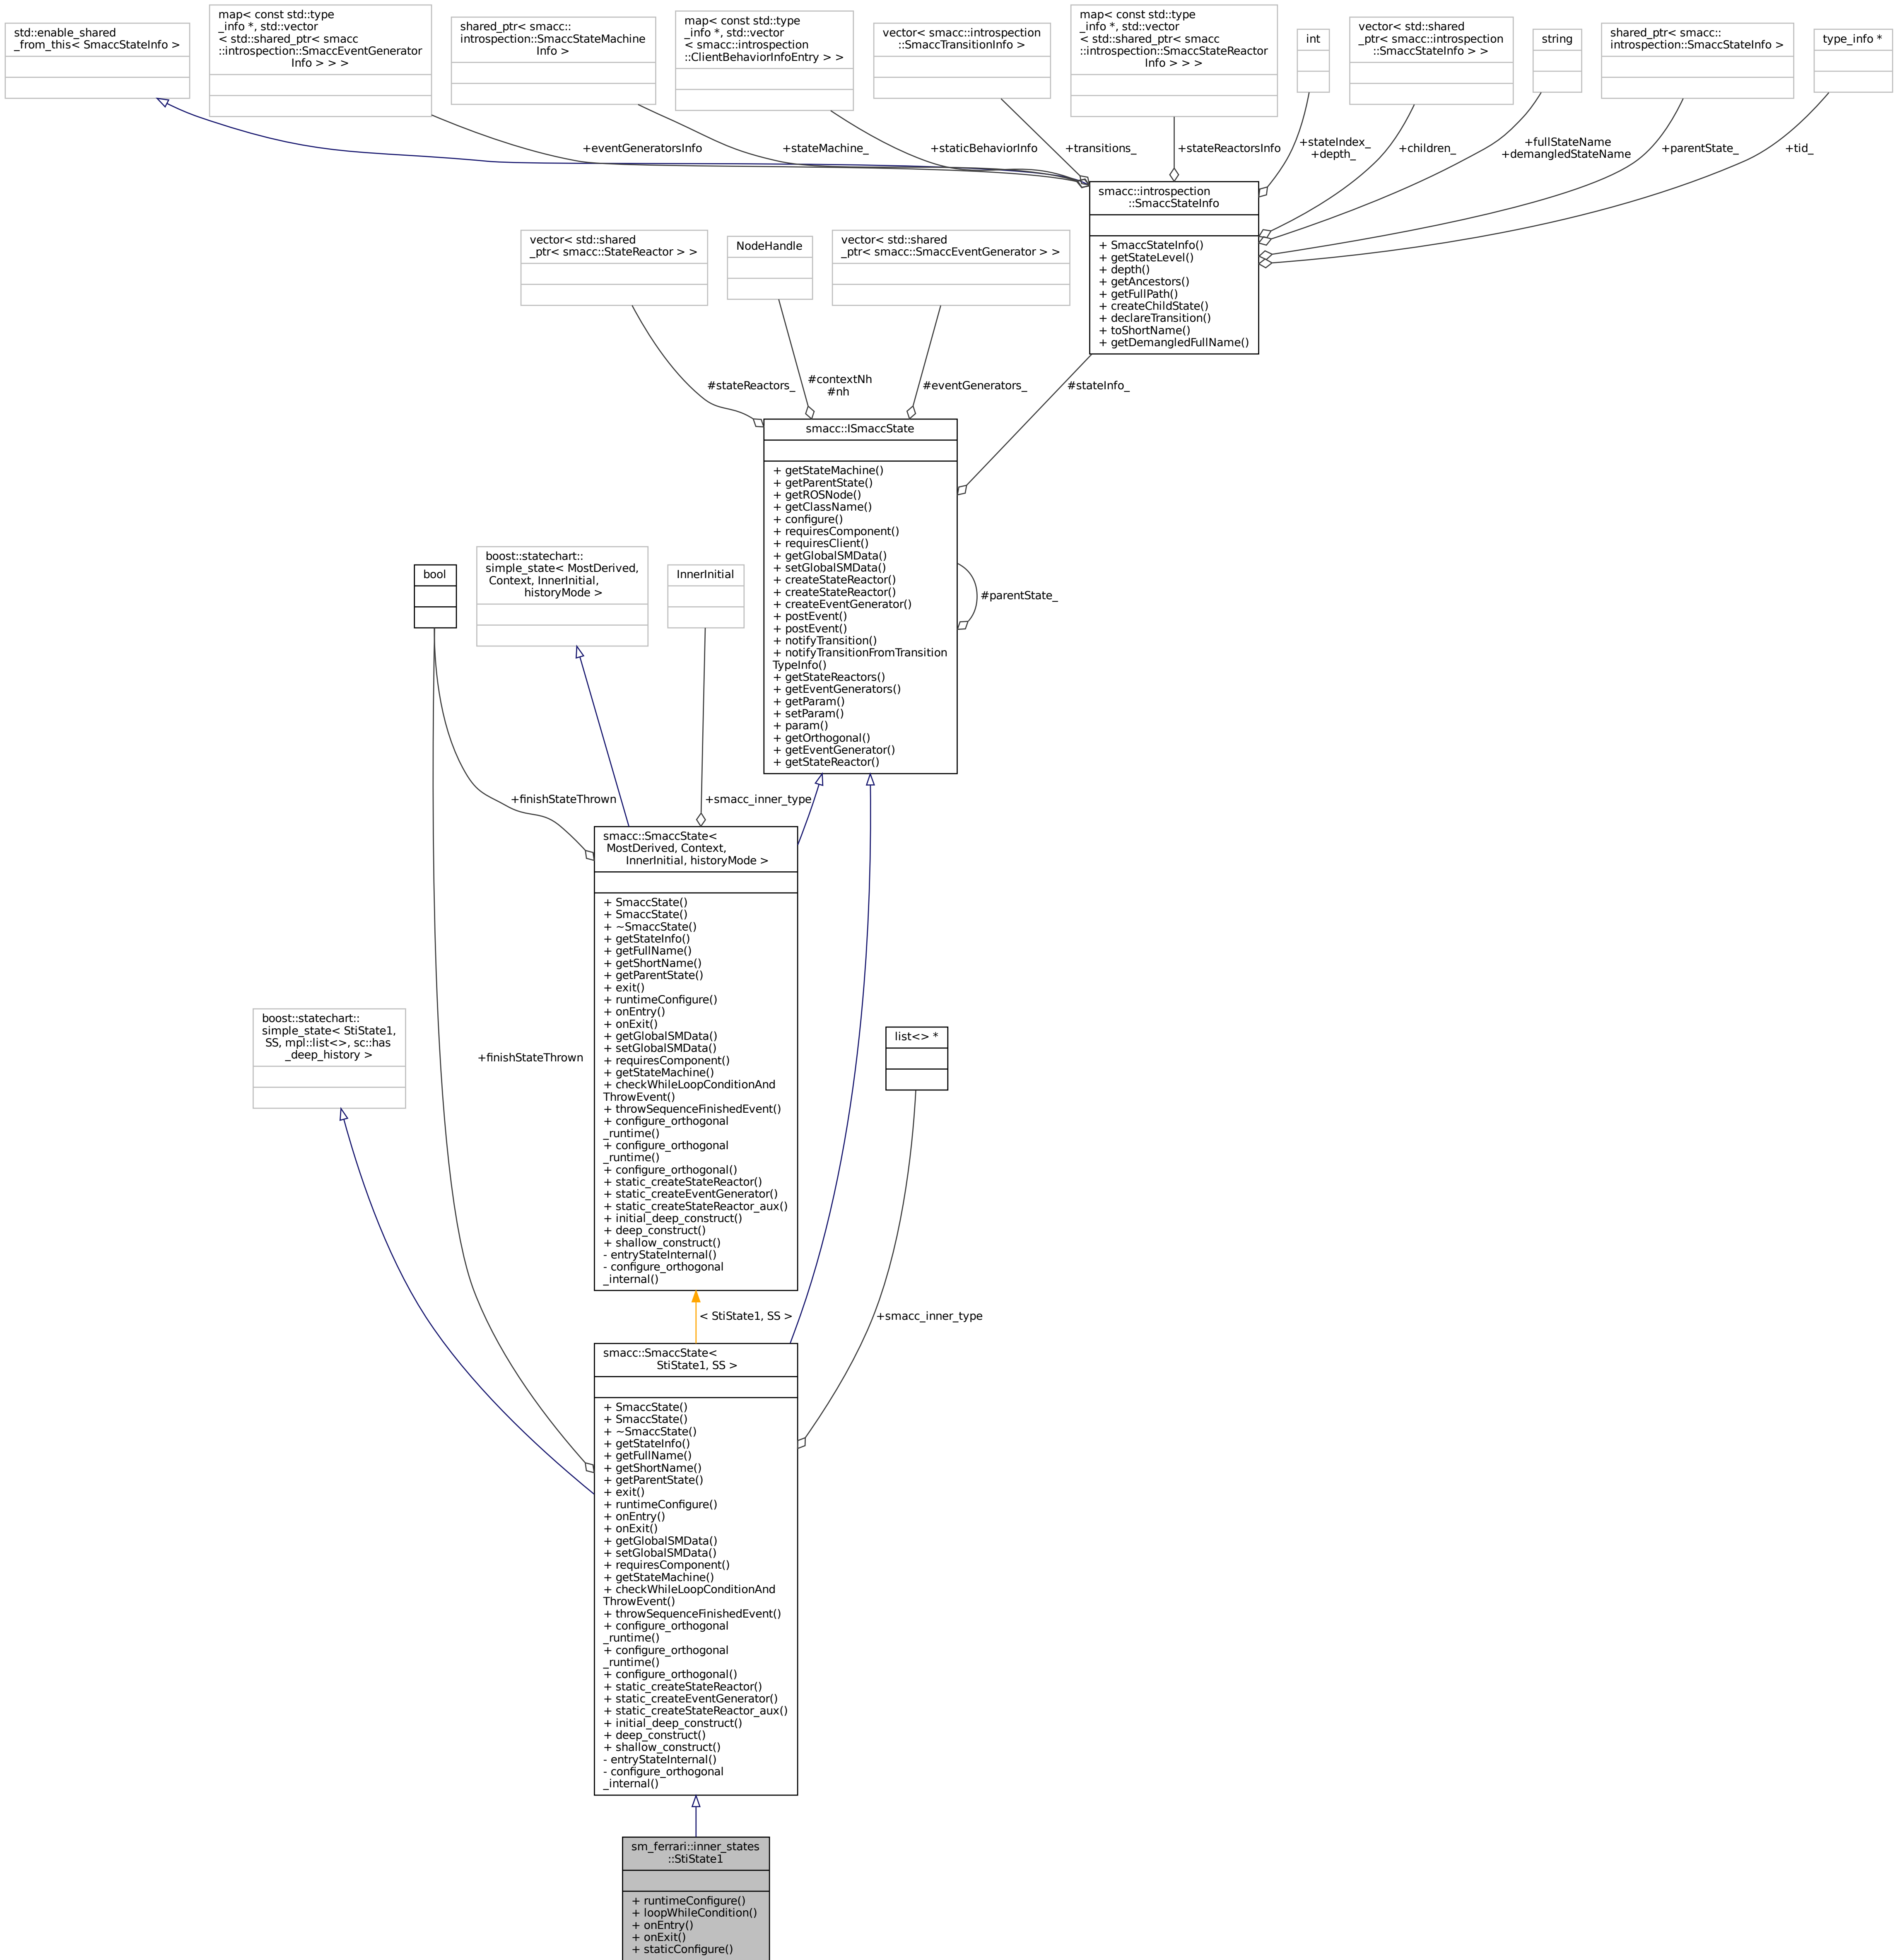 std::enable_shared
_from_this< SmaccStateInfo >
map< const std::type
_info *, std::vector
< std::shared_ptr< smacc
::introspection::SmaccEventGenerator
Info > > >
shared_ptr< smacc::
introspection::SmaccStateMachine
Info >
map< const std::type
_info *, std::vector
< smacc::introspection
::ClientBehaviorInfoEntry > >
vector< smacc::introspection
::SmaccTransitionInfo >
map< const std::type
_info *, std::vector
< std::shared_ptr< smacc
::introspection::SmaccStateReactor
Info > > >
int
vector< std::shared
_ptr< smacc::introspection
::SmaccStateInfo > >
string
shared_ptr< smacc::
introspection::SmaccStateInfo >
type_info *
+eventGeneratorsInfo
+stateMachine_
+staticBehaviorInfo
+transitions_
+stateReactorsInfo
+stateIndex_
+depth_
+children_
+fullStateName
+demangledStateName
+parentState_
+tid_
smacc::introspection
::SmaccStateInfo
+ SmaccStateInfo()
+ getStateLevel()
+ depth()
+ getAncestors()
+ getFullPath()
+ createChildState()
+ declareTransition()
+ toShortName()
+ getDemangledFullName()
vector< std::shared
_ptr< smacc::StateReactor > >
NodeHandle
vector< std::shared
_ptr< smacc::SmaccEventGenerator > >
#stateReactors_
#contextNh
#nh
#eventGenerators_
#stateInfo_
smacc::ISmaccState
+ getStateMachine()
+ getParentState()
+ getROSNode()
+ getClassName()
+ configure()
+ requiresComponent()
+ requiresClient()
+ getGlobalSMData()
+ setGlobalSMData()
+ createStateReactor()
+ createStateReactor()
+ createEventGenerator()
+ postEvent()
+ postEvent()
+ notifyTransition()
+ notifyTransitionFromTransition
TypeInfo()
+ getStateReactors()
+ getEventGenerators()
+ getParam()
+ setParam()
+ param()
+ getOrthogonal()
+ getEventGenerator()
+ getStateReactor()
#parentState_
bool
boost::statechart::
simple_state< MostDerived,
Context, InnerInitial,
historyMode >
InnerInitial
+finishStateThrown
+smacc_inner_type
smacc::SmaccState<
MostDerived, Context,
InnerInitial, historyMode >
+ SmaccState()
+ SmaccState()
+ ~SmaccState()
+ getStateInfo()
+ getFullName()
+ getShortName()
+ getParentState()
+ exit()
+ runtimeConfigure()
+ onEntry()
+ onExit()
+ getGlobalSMData()
+ setGlobalSMData()
+ requiresComponent()
+ getStateMachine()
+ checkWhileLoopConditionAnd
ThrowEvent()
+ throwSequenceFinishedEvent()
+ configure_orthogonal
_runtime()
+ configure_orthogonal
_runtime()
+ configure_orthogonal()
+ static_createStateReactor()
+ static_createEventGenerator()
+ static_createStateReactor_aux()
+ initial_deep_construct()
+ deep_construct()
+ shallow_construct()
- entryStateInternal()
- configure_orthogonal
_internal()
boost::statechart::
simple_state< StiState1,
SS, mpl::list<>, sc::has
_deep_history >
+finishStateThrown
list<> *
< StiState1, SS >
+smacc_inner_type
smacc::SmaccState<
StiState1, SS >
+ SmaccState()
+ SmaccState()
+ ~SmaccState()
+ getStateInfo()
+ getFullName()
+ getShortName()
+ getParentState()
+ exit()
+ runtimeConfigure()
+ onEntry()
+ onExit()
+ getGlobalSMData()
+ setGlobalSMData()
+ requiresComponent()
+ getStateMachine()
+ checkWhileLoopConditionAnd
ThrowEvent()
+ throwSequenceFinishedEvent()
+ configure_orthogonal
_runtime()
+ configure_orthogonal
_runtime()
+ configure_orthogonal()
+ static_createStateReactor()
+ static_createEventGenerator()
+ static_createStateReactor_aux()
+ initial_deep_construct()
+ deep_construct()
+ shallow_construct()
- entryStateInternal()
- configure_orthogonal
_internal()
sm_ferrari::inner_states
::StiState1
+ runtimeConfigure()
+ loopWhileCondition()
+ onEntry()
+ onExit()
+ staticConfigure()